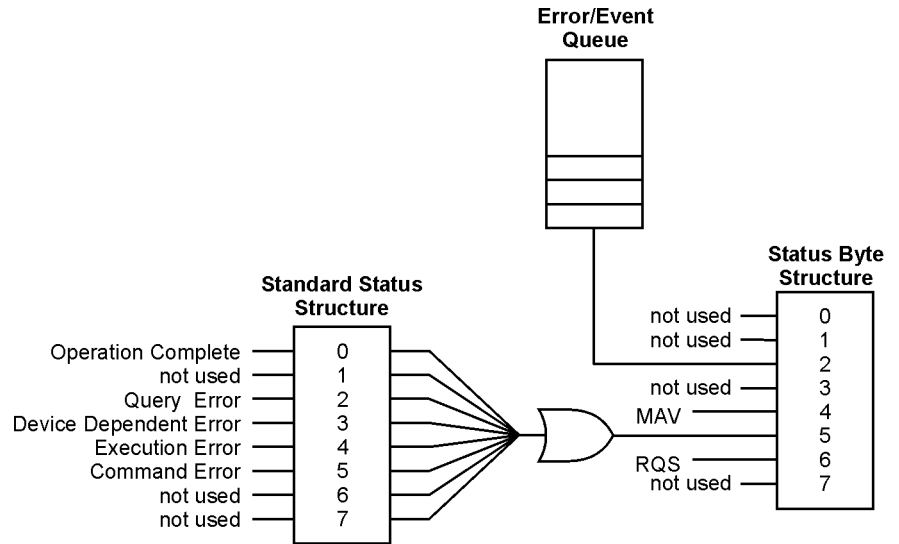 Error/Event
Queue
Status Byte
Structure
not used 0
not used 1
2
not used 3
MAV 4
5
RQS 6
not used 7
Standard Status
Structure
Operation Complete 0
not used 1
Query Error 2
Device Dependent Error 3
Execution Error 4
Command Error 5
not used 6
not used 7